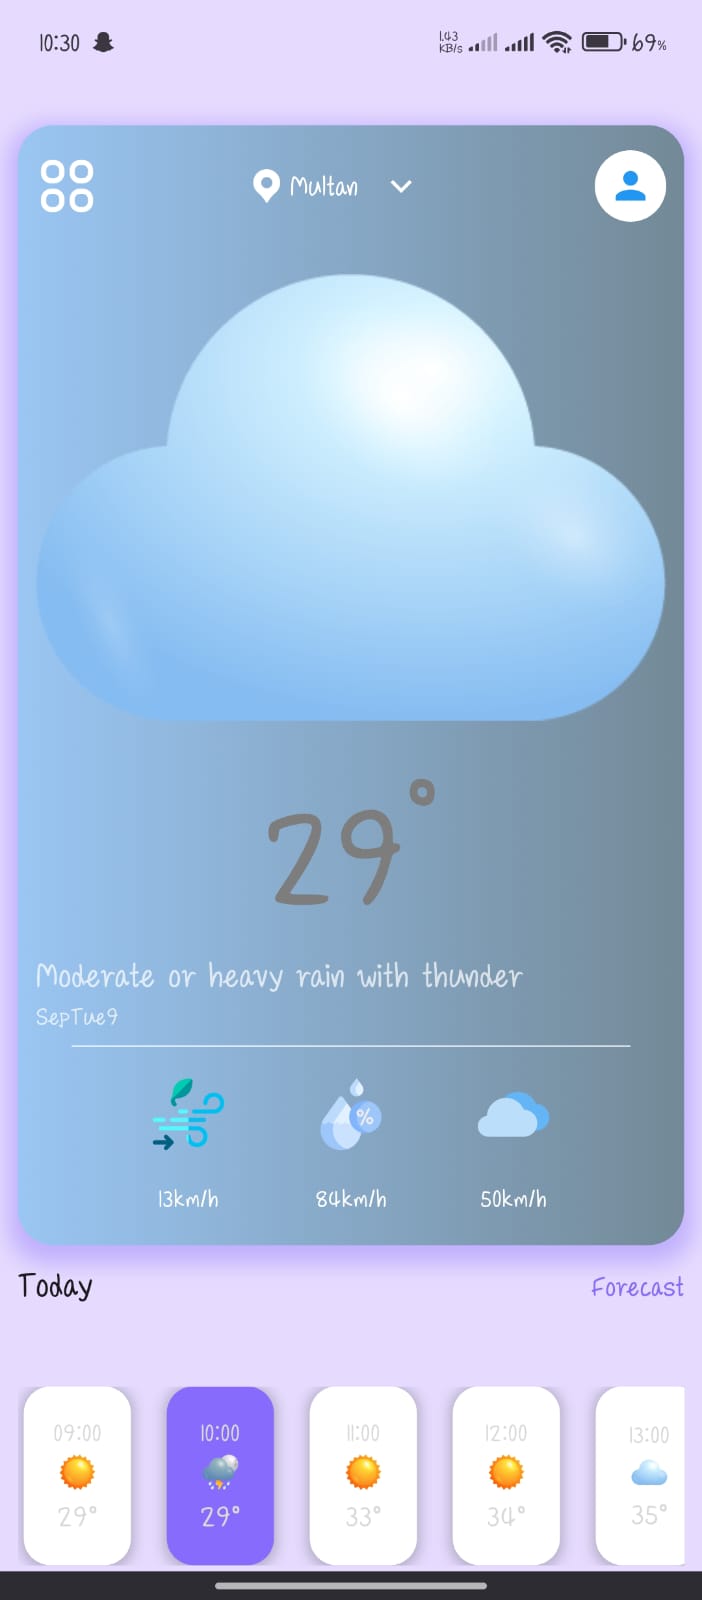 10:30
1.43 KB/s
69%
Multan
29°
Moderate or heavy rain with thunder
SepTue9
%
13km/h 84km/h 50km/h
Today Forecast
09:00 10:00 11:00 12:00 13:00
29° 29° 33° 34° 35°